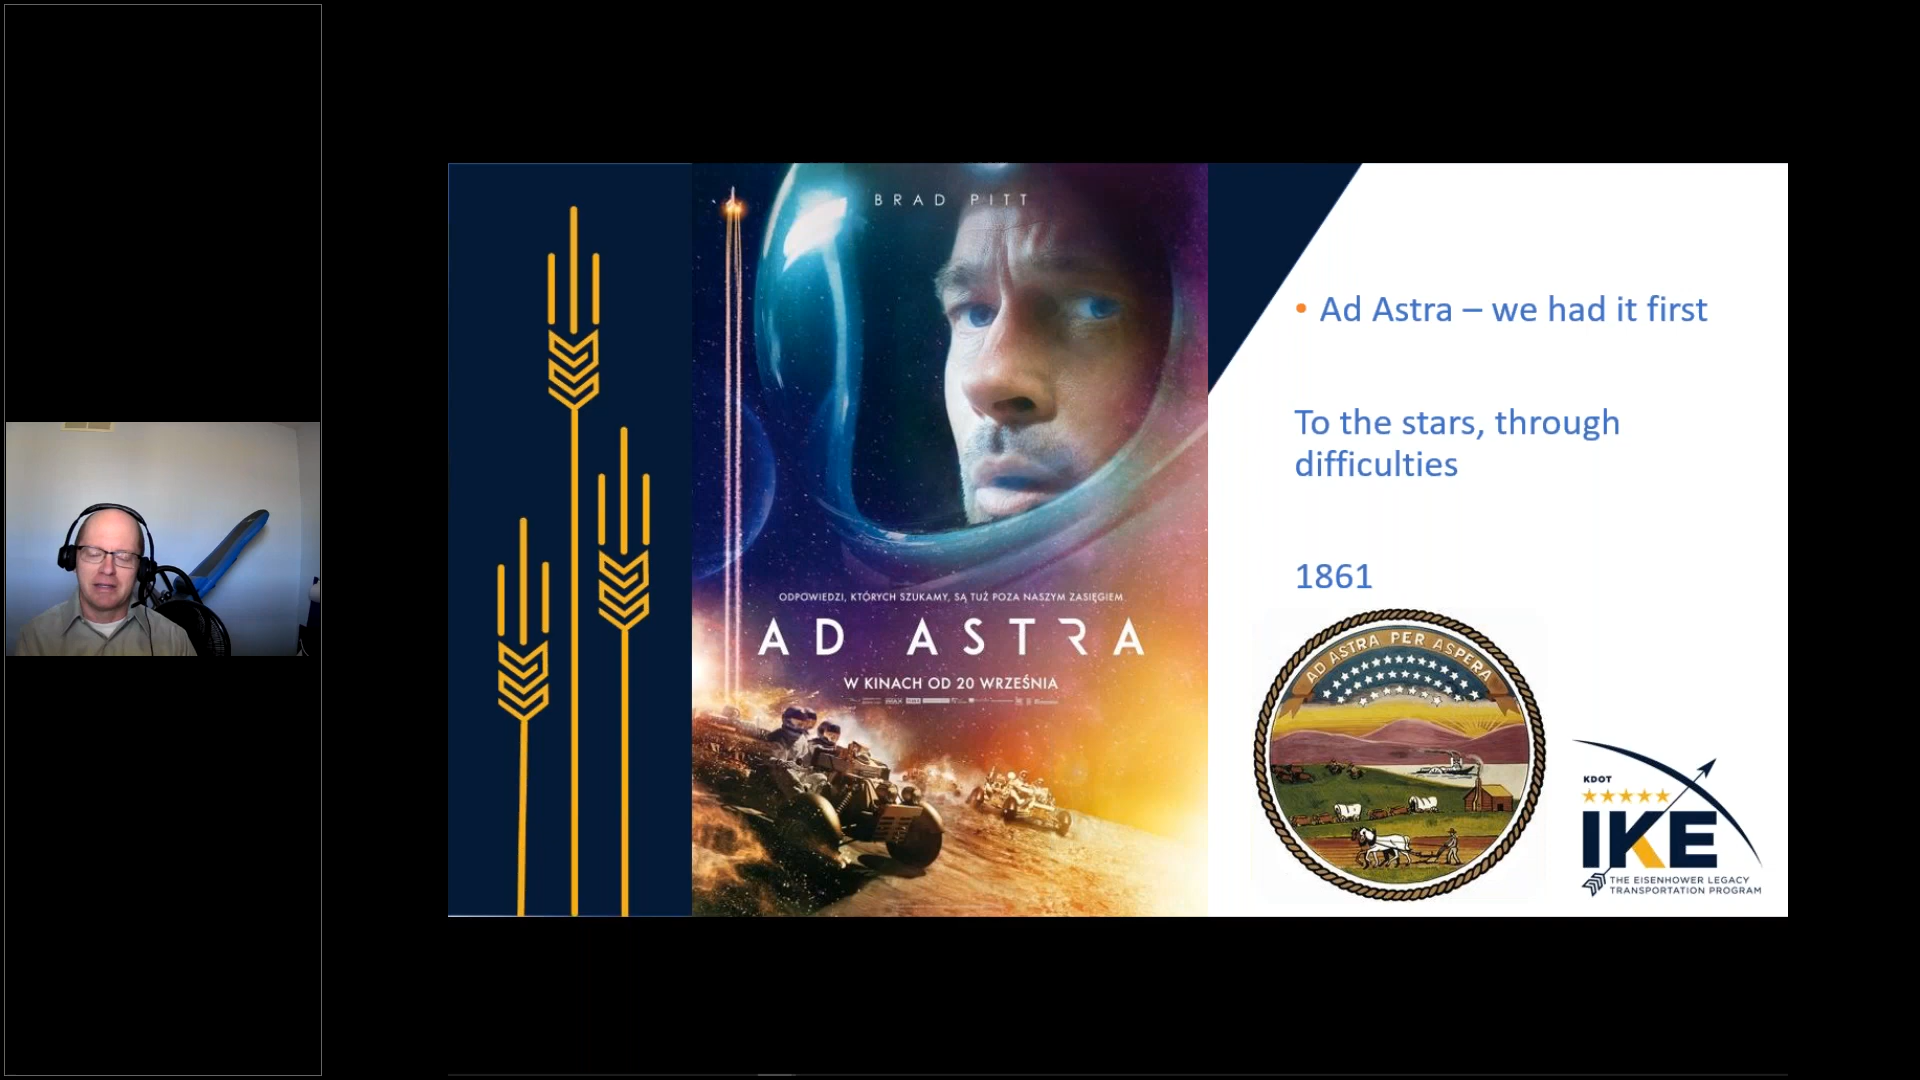 BRAD PITT
ODPOWIEDZI, KTÓRYCH SZUKAMY, SĄ TUŻ POZA NASZYM ZASIĘGIEM
AD ASTRA
W KINACH OD 20 WRZEŚNIA
IMAX
• Ad Astra – we had it first
To the stars, through
difficulties
1861
AD ASTRA PER ASPERA
KDOT
IKE
THE EISENHOWER LEGACY
TRANSPORTATION PROGRAM